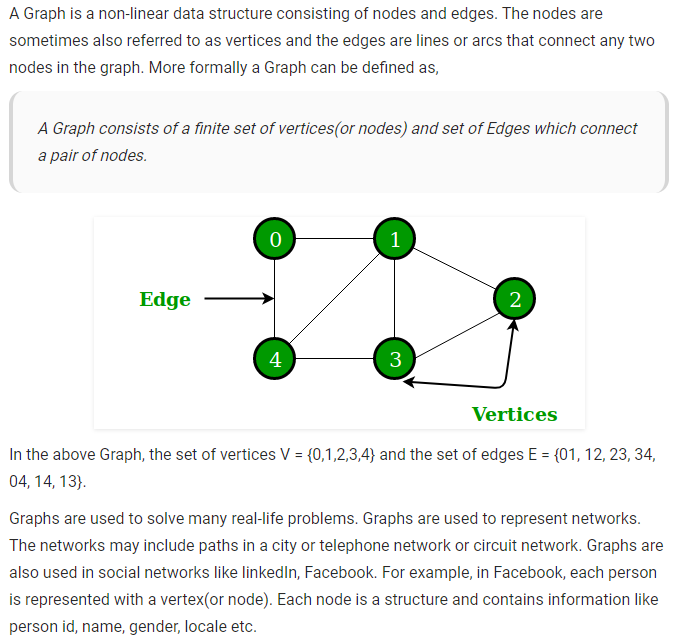 A Graph is a non-linear data structure consisting of nodes and edges. The nodes are
sometimes also referred to as vertices and the edges are lines or arcs that connect any two
nodes in the graph. More formally a Graph can be defined as,
A Graph consists of a finite set of vertices(or nodes) and set of Edges which connect
a pair of nodes.
0
1
Edge
2
4
3
Vertices
In the above Graph, the set of vertices V = {0,1,2,3,4} and the set of edges E = {01, 12, 23, 34,
04, 14, 13}.
Graphs are used to solve many real-life problems. Graphs are used to represent networks.
The networks may include paths in a city or telephone network or circuit network. Graphs are
also used in social networks like linkedIn, Facebook. For example, in Facebook, each person
is represented with a vertex(or node). Each node is a structure and contains information like
person id, name, gender, locale etc.